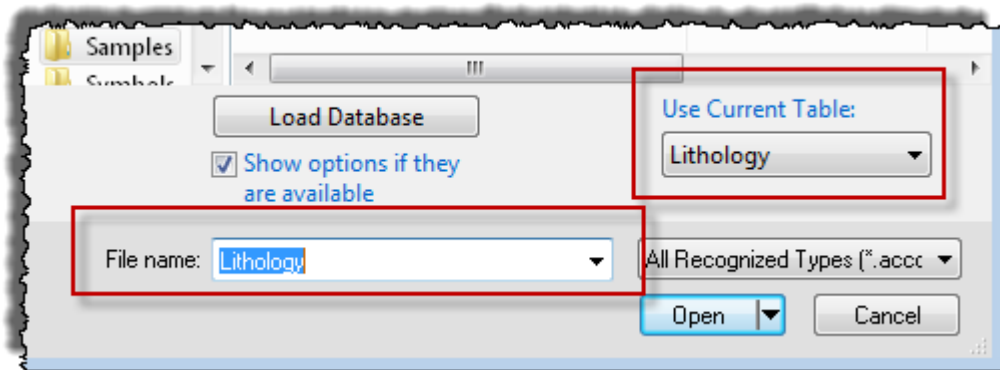 Samples
Symbols
Load Database
Use Current Table:
Lithology
Show options if they
are available
File name:
Lithology
All Recognized Types (*.accc
Open
Cancel